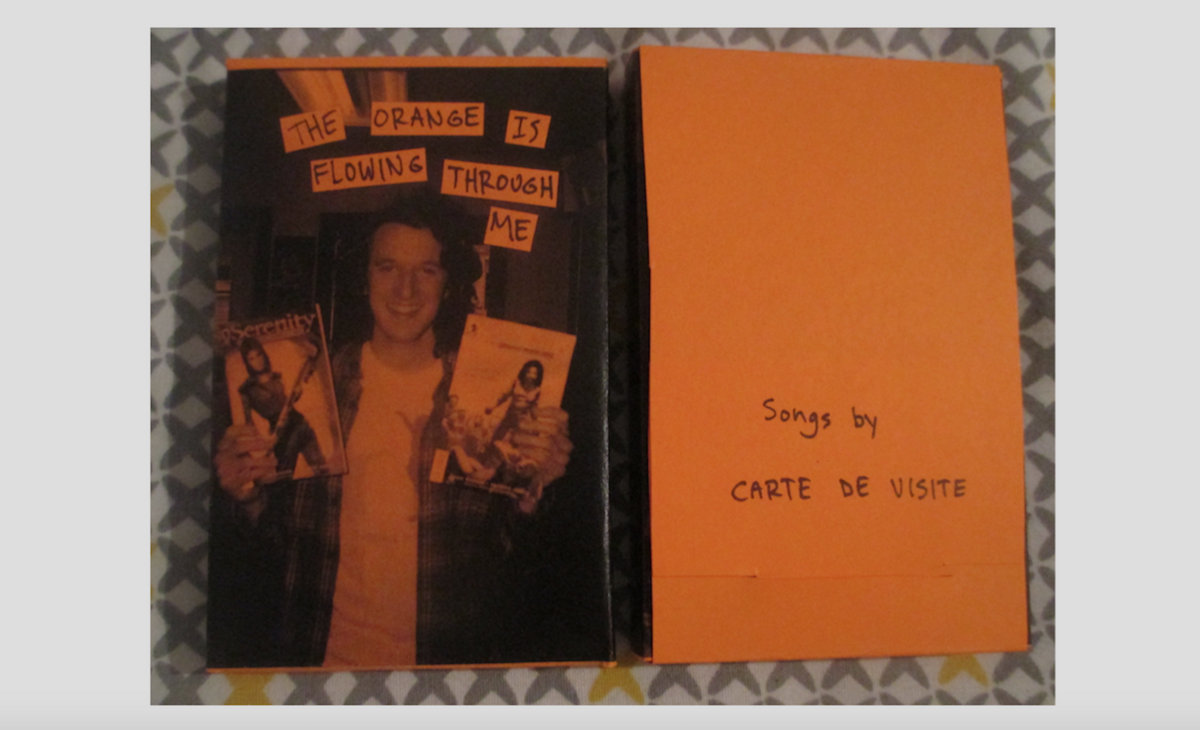 THE ORANGE IS
FLOWING THROUGH
ME
Serenity
Songs by
CARTE DE VISITE